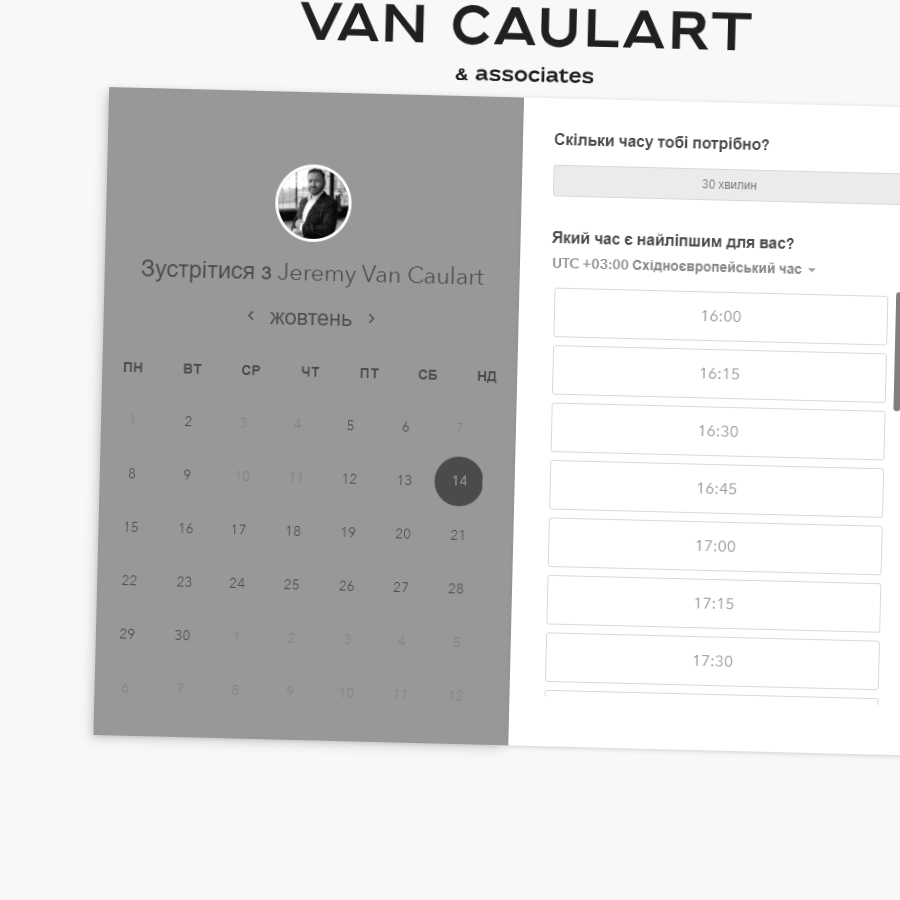 VAN CAULART
& associates
Зустрітися з Jeremy Van Caulart
жовтень
ПН ВТ СР ЧТ ПТ СБ НД
1 2 3 4 5 6 7
8 9 10 11 12 13 14
15 16 17 18 19 20 21
22 23 24 25 26 27 28
29 30 1 2 3 4 5
6 7 8 9 10 11 12
Скільки часу тобі потрібно?
30 хвилин
Який час є найліпшим для вас?
UTC +03:00 Східноєвропейський час
16:00
16:15
16:30
16:45
17:00
17:15
17:30